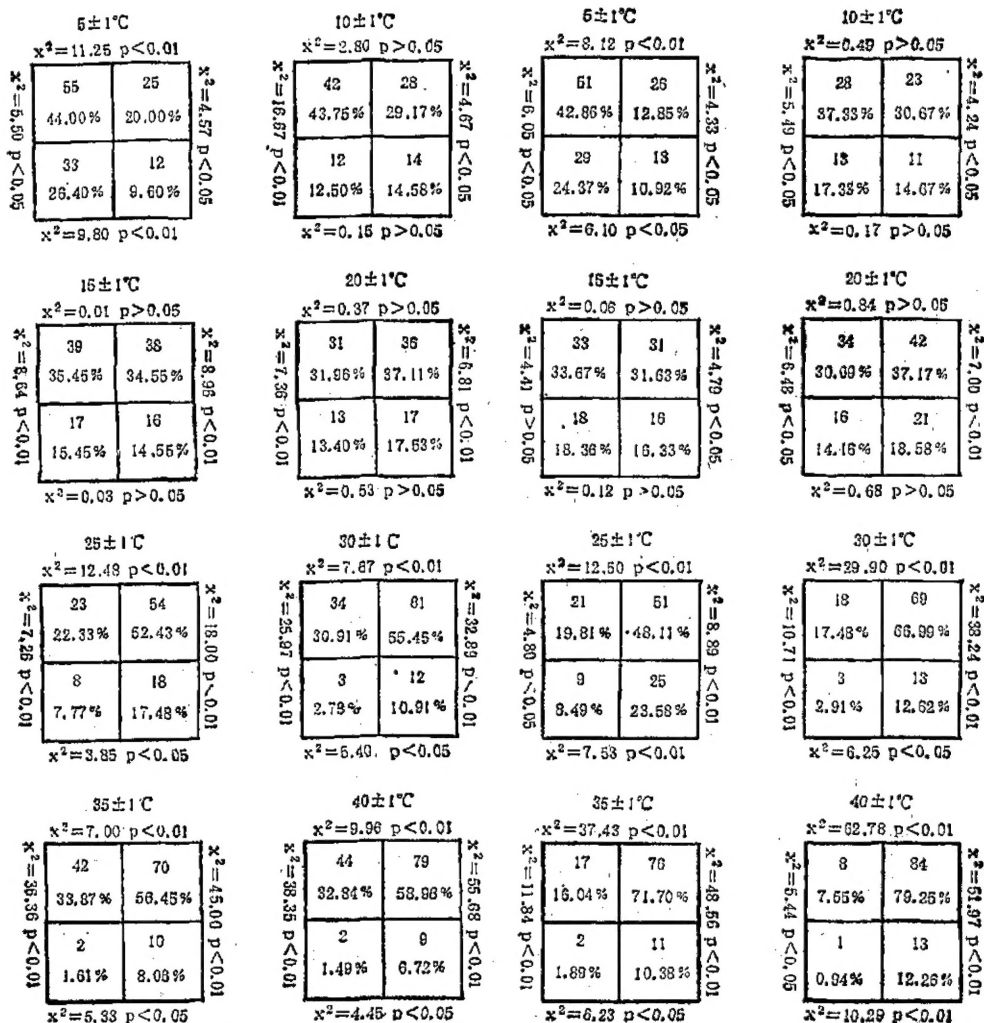 5±1°C
x²=11.25 p<0.01
x²=5.50 p<0.05
55 25
44.00% 20.00%
33 12
26.40% 9.60%
x²=4.57 p<0.05
x²=9.80 p<0.01
10±1°C
x²=2.80 p>0.05
x²=16.67 p<0.01
42 28
43.75% 29.17%
12 14
12.50% 14.58%
x²=4.67 p<0.05
x²=0.15 p>0.05
5±1°C
x²=8.12 p<0.01
x²=6.05 p<0.05
51 26
42.86% 12.85%
29 13
24.37% 10.92%
x²=4.33 p<0.05
x²=6.10 p<0.05
10±1°C
x²=0.49 p>0.05
x²=5.49 p<0.05
28 23
37.33% 30.67%
13 11
17.33% 14.67%
x²=4.24 p<0.05
x²=0.17 p>0.05
15±1°C
x²=0.01 p>0.05
x²=8.64 p<0.01
39 38
35.45% 34.55%
17 16
15.45% 14.55%
x²=8.96 p<0.01
x²=0.03 p>0.05
20±1°C
x²=0.37 p>0.05
x²=7.36 p<0.01
31 36
31.96% 37.11%
13 17
13.40% 17.53%
x²=6.81 p<0.01
x²=0.53 p>0.05
15±1°C
x²=0.06 p>0.05
x²=4.41 p>0.05
33 31
33.67% 31.63%
18 16
18.36% 16.33%
x²=4.79 p<0.05
x²=0.12 p>0.05
20±1°C
x²=0.84 p>0.05
x²=6.48 p<0.05
34 42
30.09% 37.17%
16 21
14.16% 18.58%
x²=7.00 p<0.01
x²=0.68 p>0.05
25±1°C
x²=12.48 p<0.01
x²=7.26 p<0.01
23 54
22.33% 52.43%
8 18
7.77% 17.48%
x²=18.00 p<0.01
x²=3.85 p<0.05
30±1°C
x²=7.67 p<0.01
x²=25.97 p<0.01
34 61
30.91% 55.45%
3 12
2.73% 10.91%
x²=32.89 p<0.01
x²=5.40 p<0.05
25±1°C
x²=12.50 p<0.01
x²=4.80 p<0.05
21 51
19.81% 48.11%
9 25
8.49% 23.58%
x²=8.89 p<0.01
x²=7.53 p<0.01
30±1°C
x²=29.90 p<0.01
x²=10.71 p<0.01
18 69
17.48% 66.99%
3 13
2.91% 12.62%
x²=38.24 p<0.01
x²=6.25 p<0.05
35±1°C
x²=7.00 p<0.01
x²=36.36 p<0.01
42 70
33.87% 56.45%
2 10
1.61% 8.06%
x²=45.00 p<0.01
x²=5.33 p<0.05
40±1°C
x²=9.96 p<0.01
x²=38.35 p<0.01
44 79
32.84% 58.96%
2 9
1.49% 6.72%
x²=55.68 p<0.01
x²=4.45 p<0.05
35±1°C
x²=37.43 p<0.01
x²=11.84 p<0.01
17 76
16.04% 71.70%
2 11
1.89% 10.38%
x²=48.56 p<0.01
x²=6.23 p<0.05
40±1°C
x²=62.78 p<0.01
x²=5.44 p<0.05
8 84
7.55% 79.25%
1 13
0.94% 12.26%
x²=51.97 p<0.01
x²=10.29 p<0.01